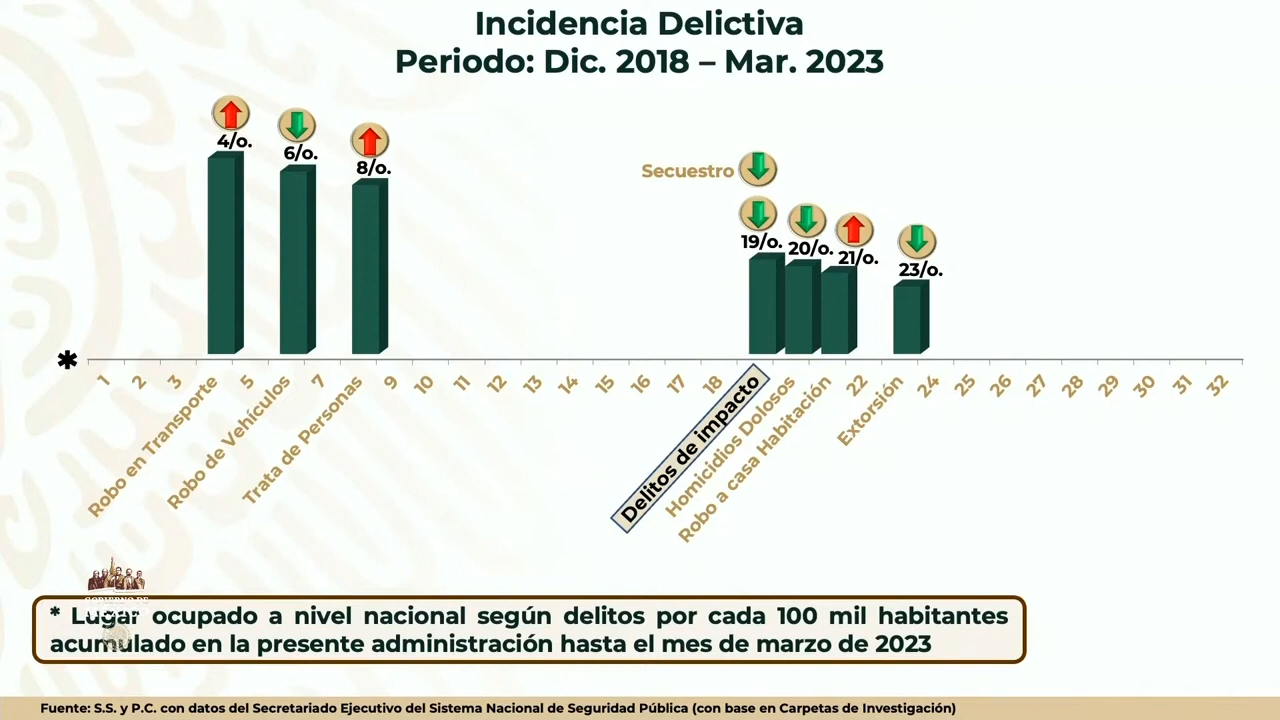 Incidencia Delictiva
Periodo: Dic. 2018 – Mar. 2023
4/o.
6/o.
8/o.
Secuestro
19/o.
20/o.
21/o.
23/o.
*
1
2
3
Robo en Transporte
5
Robo de Vehículos
7
Trata de Personas
9
10
11
12
13
14
15
16
17
18
Delitos de impacto
Homicidios Dolosos
Robo a casa Habitación
22
Extorsión
24
25
26
27
28
29
30
31
32
GOBIERNO DE
* Lugar ocupado a nivel nacional según delitos por cada 100 mil habitantes
acumulado en la presente administración hasta el mes de marzo de 2023
Fuente: S.S. y P.C. con datos del Secretariado Ejecutivo del Sistema Nacional de Seguridad Pública (con base en Carpetas de Investigación)